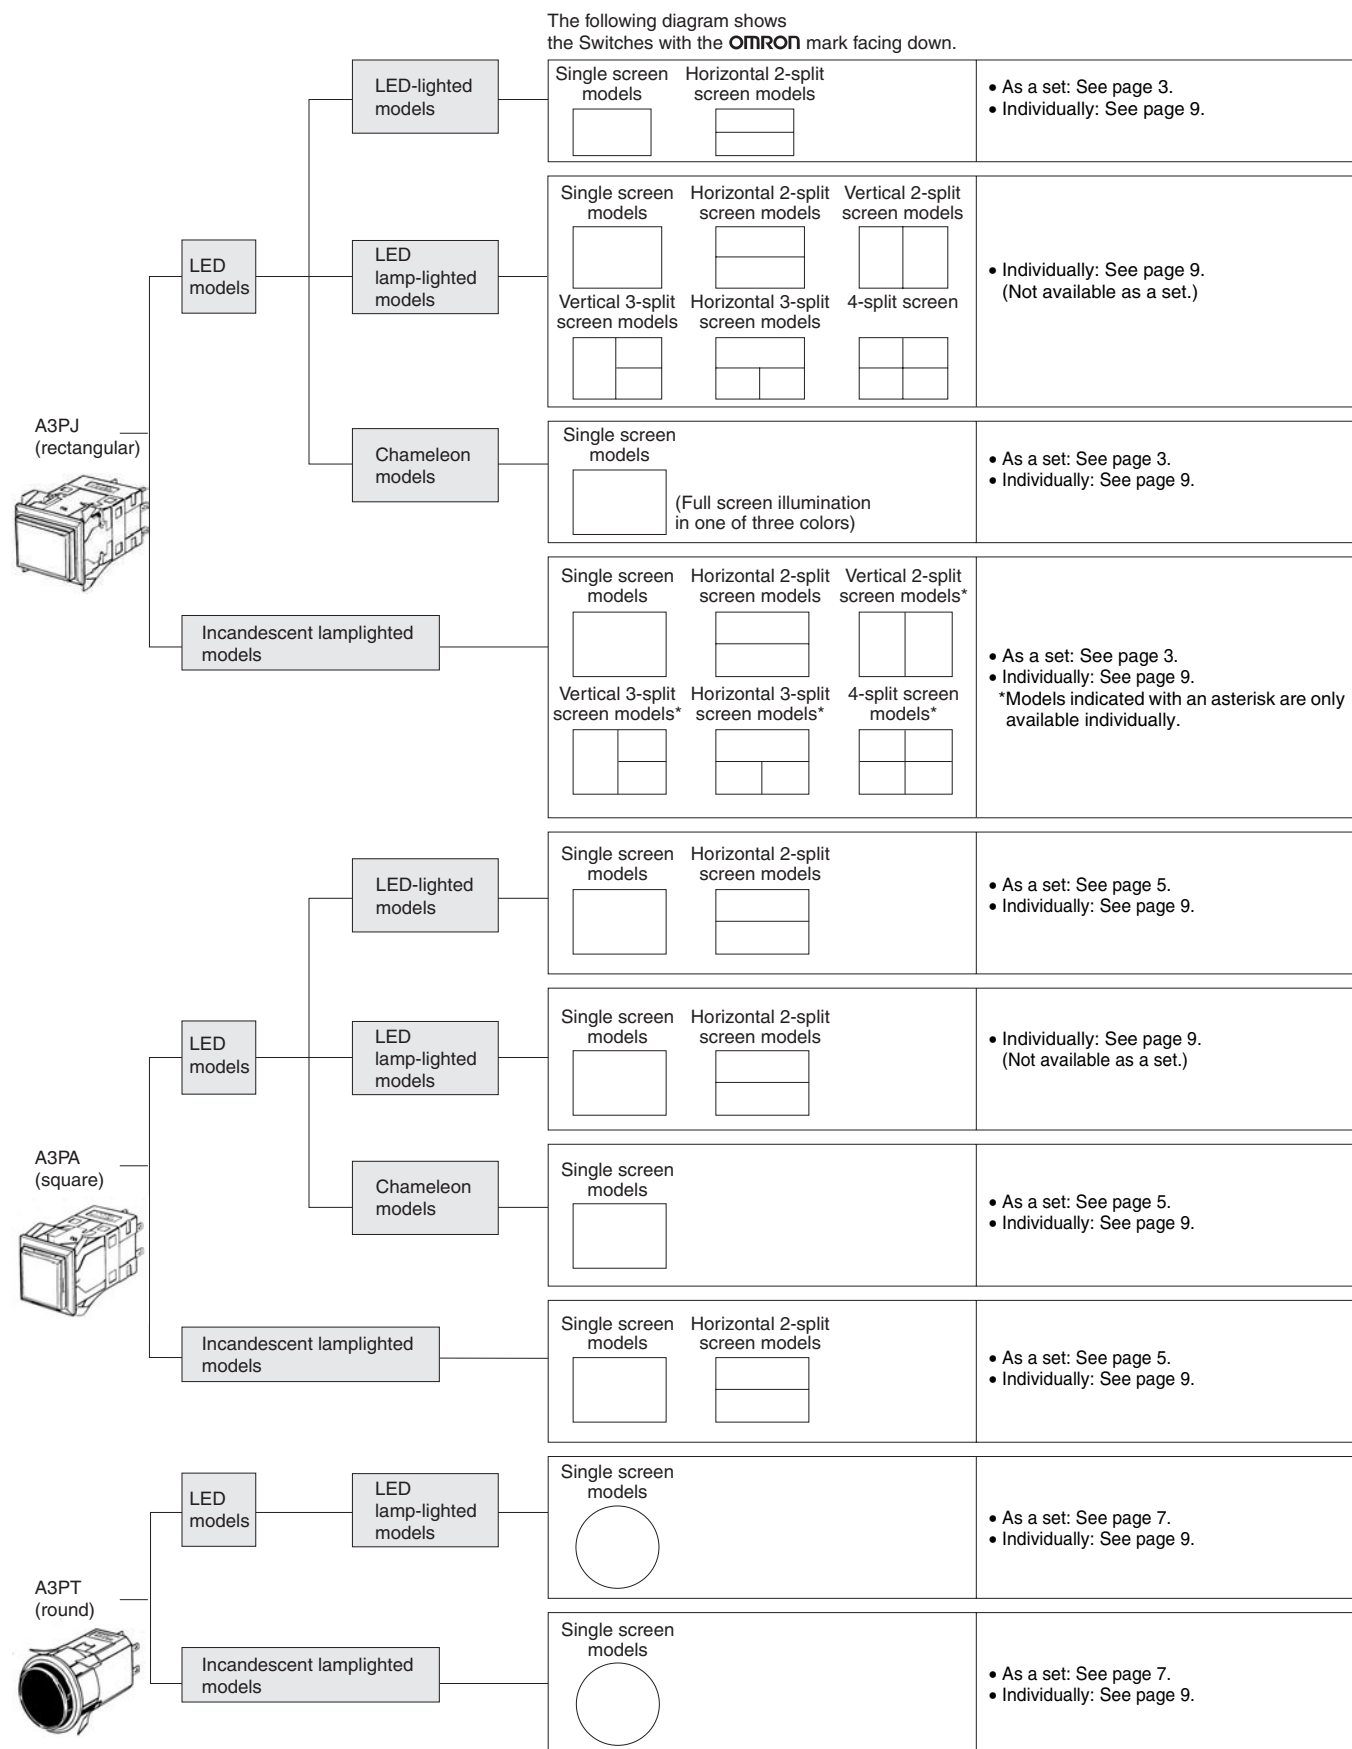 The following diagram shows
the Switches with the OMRON mark facing down.
LED-lighted
models
Single screen
models
Horizontal 2-split
screen models
• As a set: See page 3.
• Individually: See page 9.
LED
models
LED
lamp-lighted
models
Single screen
models
Horizontal 2-split
screen models
Vertical 2-split
screen models
Vertical 3-split
screen models
Horizontal 3-split
screen models
4-split screen
• Individually: See page 9.
(Not available as a set.)
A3PJ
(rectangular)
Chameleon
models
Single screen
models
(Full screen illumination
in one of three colors)
• As a set: See page 3.
• Individually: See page 9.
Incandescent lamplighted
models
Single screen
models
Horizontal 2-split
screen models
Vertical 2-split
screen models*
Vertical 3-split
screen models*
Horizontal 3-split
screen models*
4-split screen
models*
• As a set: See page 3.
• Individually: See page 9.
*Models indicated with an asterisk are only
available individually.
LED-lighted
models
Single screen
models
Horizontal 2-split
screen models
• As a set: See page 5.
• Individually: See page 9.
LED
models
LED
lamp-lighted
models
Single screen
models
Horizontal 2-split
screen models
• Individually: See page 9.
(Not available as a set.)
A3PA
(square)
Chameleon
models
Single screen
models
• As a set: See page 5.
• Individually: See page 9.
Incandescent lamplighted
models
Single screen
models
Horizontal 2-split
screen models
• As a set: See page 5.
• Individually: See page 9.
LED
models
LED
lamp-lighted
models
Single screen
models
• As a set: See page 7.
• Individually: See page 9.
A3PT
(round)
Incandescent lamplighted
models
Single screen
models
• As a set: See page 7.
• Individually: See page 9.